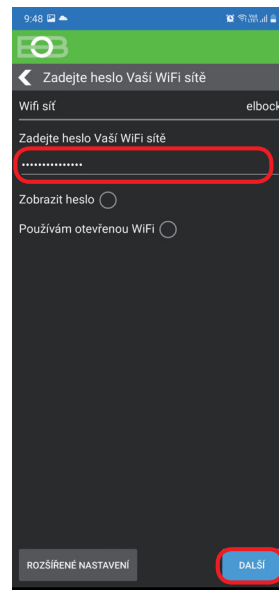 9:48
EOB
Zadejte heslo Vaší WiFi sítě
Wifi síť elbock
Zadejte heslo Vaší WiFi sítě
...............
Zobrazit heslo
Používám otevřenou WiFi
ROZŠÍŘENÉ NASTAVENÍ DALŠÍ